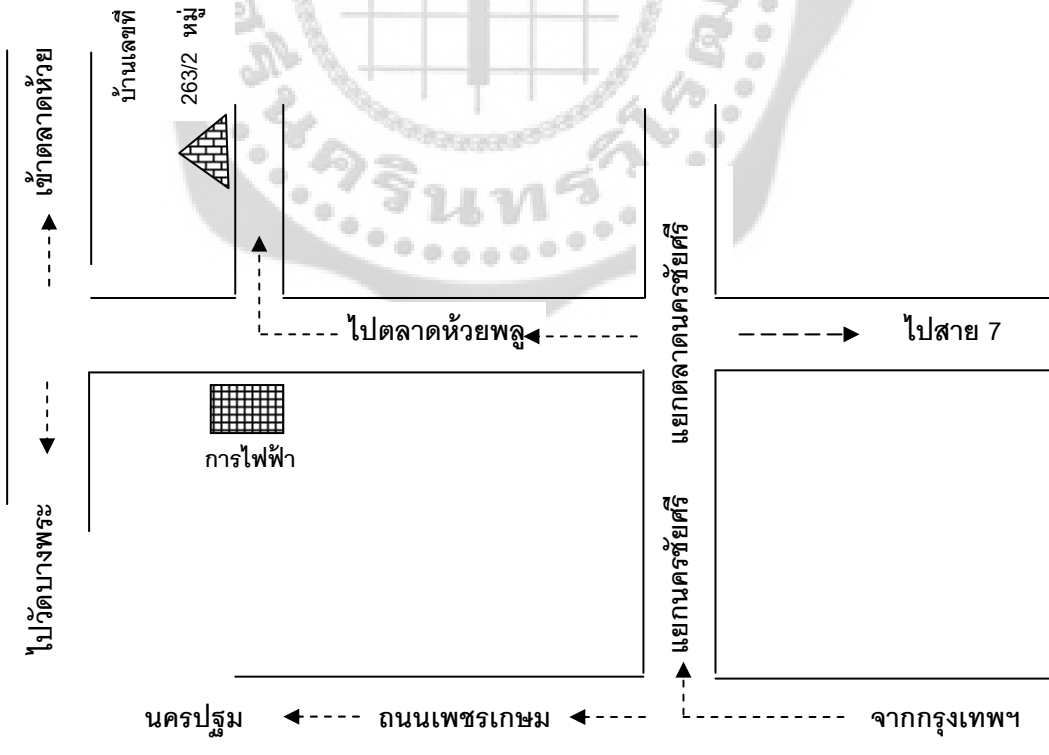 บ้านเลขที่
263/2 หมู่
เข้าตลาดห้วย
ไปตลาดห้วยพลู
แยกตลาดนครชัยศรี
ไปสาย 7
การไฟฟ้า
ไปวัดบางพระ
แยกนครชัยศรี
นครปฐม
ถนนเพชรเกษม
จากกรุงเทพฯ